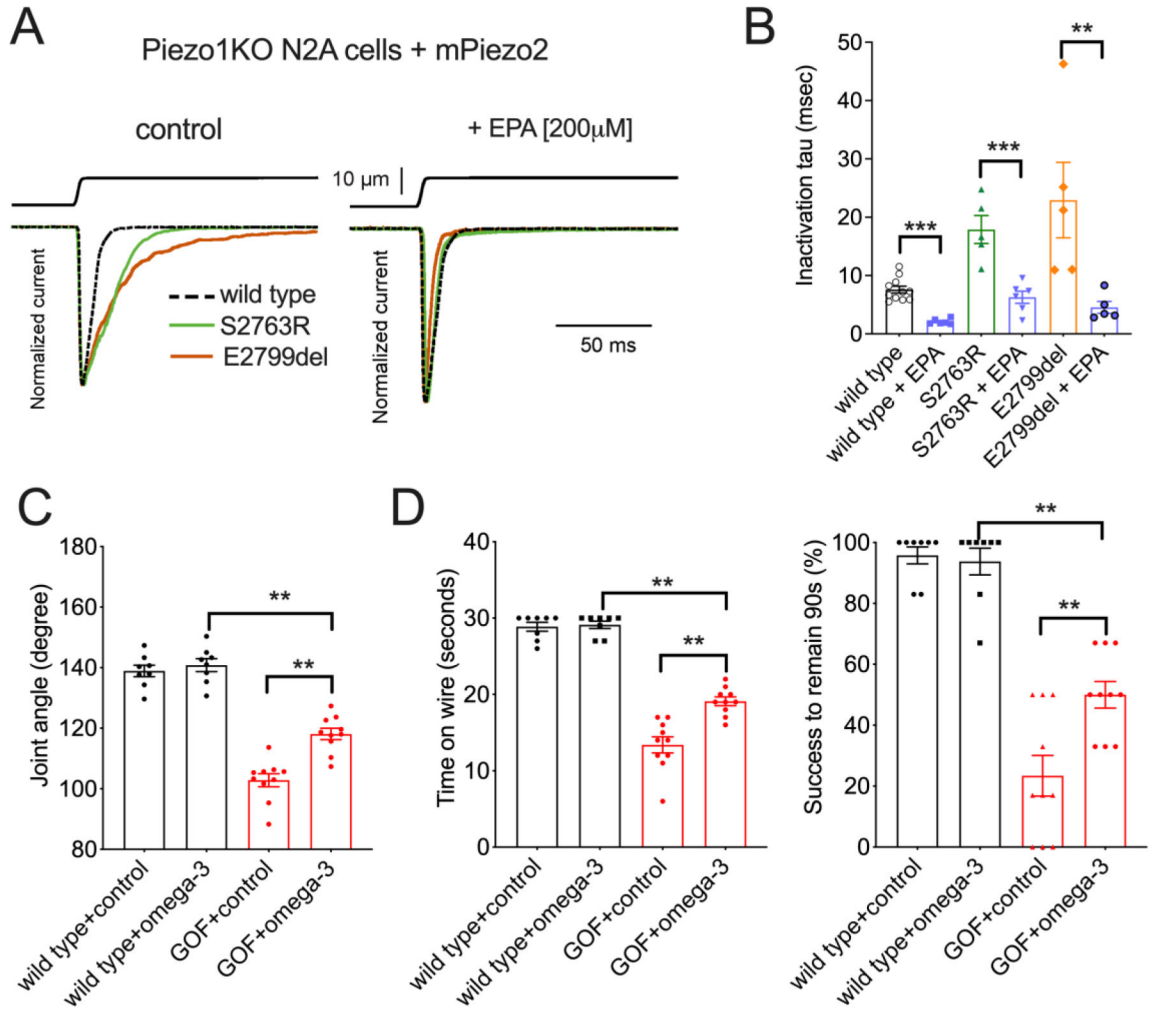 A
Piezo1KO N2A cells + mPiezo2
control
+ EPA [200µM]
10 µm
Normalized current
Normalized current
wild type
S2763R
E2799del
50 ms
B
Inactivation tau (msec)
50
40
30
20
10
0
***
***
**
wild type
wild type + EPA
S2763R
S2763R + EPA
E2799del
E2799del + EPA
C
Joint angle (degree)
180
160
140
120
100
80
**
**
wild type+control
wild type+omega-3
GOF+control
GOF+omega-3
D
Time on wire (seconds)
40
30
20
10
0
**
**
wild type+control
wild type+omega-3
GOF+control
GOF+omega-3
Success to remain 90s (%)
100
80
60
40
20
0
**
**
wild type+control
wild type+omega-3
GOF+control
GOF+omega-3